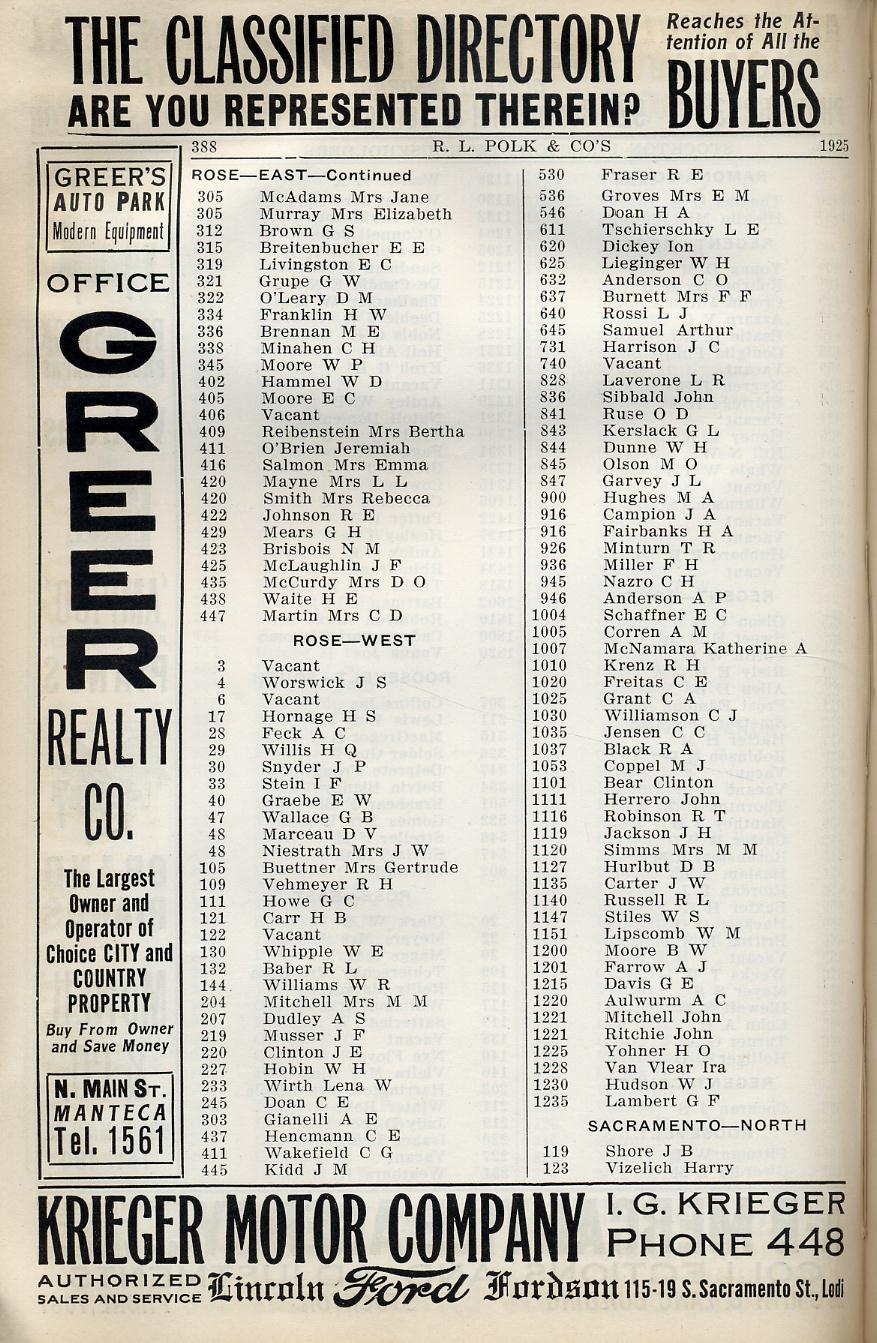 THE CLASSIFIED DIRECTORY
ARE YOU REPRESENTED THEREIN?
Reaches the At-
tention of All the
BUYERS
388 R. L. POLK & CO'S 1925
GREER'S
AUTO PARK
Modern Equipment
OFFICE
GREER
REALTY
CO.
The Largest
Owner and
Operator of
Choice CITY and
COUNTRY
PROPERTY
Buy From Owner
and Save Money
N. MAIN ST.
MANTECA
Tel. 1561
ROSE—EAST—Continued
305 McAdams Mrs Jane
305 Murray Mrs Elizabeth
312 Brown G S
315 Breitenbucher E E
319 Livingston E C
321 Grupe G W
322 O'Leary D M
334 Franklin H W
336 Brennan M E
338 Minahen C H
345 Moore W P
402 Hammel W D
405 Moore E C
406 Vacant
409 Reibenstein Mrs Bertha
411 O'Brien Jeremiah
416 Salmon Mrs Emma
420 Mayne Mrs L L
420 Smith Mrs Rebecca
422 Johnson R E
429 Mears G H
423 Brisbois N M
425 McLaughlin J F
435 McCurdy Mrs D O
438 Waite H E
447 Martin Mrs C D
ROSE—WEST
3 Vacant
4 Worswick J S
6 Vacant
17 Hornage H S
28 Feck A C
29 Willis H Q
30 Snyder J P
33 Stein I F
40 Graebe E W
47 Wallace G B
48 Marceau D V
48 Niestrath Mrs J W
105 Buettner Mrs Gertrude
109 Vehmeyer R H
111 Howe G C
121 Carr H B
122 Vacant
130 Whipple W E
132 Baber R L
144 Williams W R
204 Mitchell Mrs M M
207 Dudley A S
219 Musser J F
220 Clinton J E
227 Hobin W H
233 Wirth Lena W
245 Doan C E
303 Gianelli A E
437 Hencmann C E
411 Wakefield C G
445 Kidd J M
530 Fraser R E
536 Groves Mrs E M
546 Doan H A
611 Tschierschky L E
620 Dickey Ion
625 Lieginger W H
632 Anderson C O
637 Burnett Mrs F F
640 Rossi L J
645 Samuel Arthur
731 Harrison J C
740 Vacant
828 Laverone L R
836 Sibbald John
841 Ruse O D
843 Kerslack G L
844 Dunne W H
845 Olson M O
847 Garvey J L
900 Hughes M A
916 Campion J A
916 Fairbanks H A
926 Minturn T R
936 Miller F H
945 Nazro C H
946 Anderson A P
1004 Schaffner E C
1005 Corren A M
1007 McNamara Katherine A
1010 Krenz R H
1020 Freitas C E
1025 Grant C A
1030 Williamson C J
1035 Jensen C C
1037 Black R A
1053 Coppel M J
1101 Bear Clinton
1111 Herrero John
1116 Robinson R T
1119 Jackson J H
1120 Simms Mrs M M
1127 Hurlbut D B
1135 Carter J W
1140 Russell R L
1147 Stiles W S
1151 Lipscomb W M
1200 Moore B W
1201 Farrow A J
1215 Davis G E
1220 Aulwurm A C
1221 Mitchell John
1221 Ritchie John
1225 Yohner H O
1228 Van Vlear Ira
1230 Hudson W J
1235 Lambert G F
SACRAMENTO—NORTH
119 Shore J B
123 Vizelich Harry
KRIEGER MOTOR COMPANY
I. G. KRIEGER
PHONE 448
AUTHORIZED
SALES AND SERVICE
Lincoln Ford Fordson 115-19 S. Sacramento St., Lodi